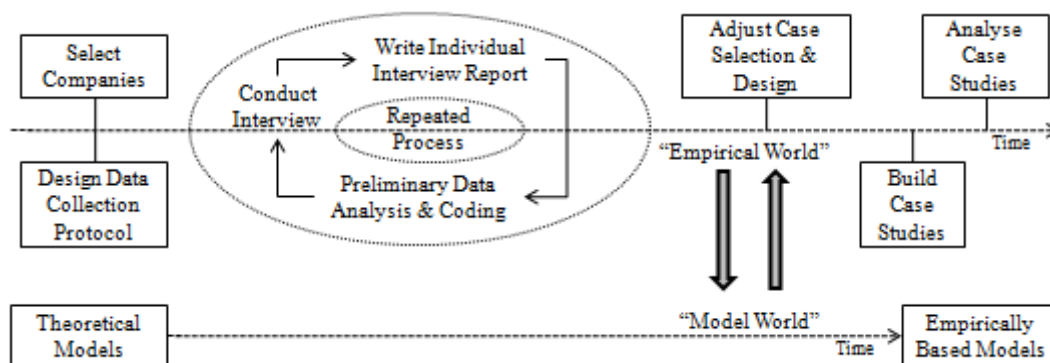 Select
Companies
Design Data
Collection
Protocol
Conduct
Interview
Write Individual
Interview Report
Repeated
Process
Preliminary Data
Analysis & Coding
Adjust Case
Selection &
Design
Analyse
Case
Studies
Time
"Empirical World"
Build
Case
Studies
Theoretical
Models
"Model World"
Time
Empirically
Based Models